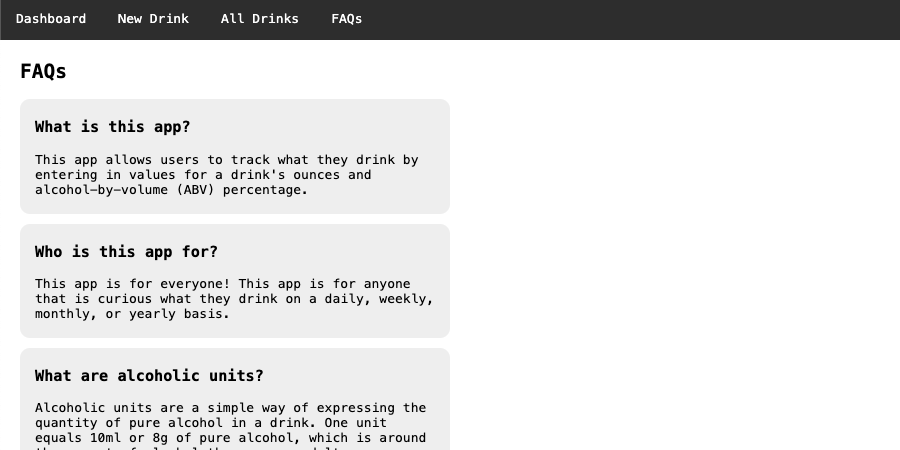 Dashboard New Drink All Drinks FAQs
FAQs
What is this app?
This app allows users to track what they drink by
entering in values for a drink's ounces and
alcohol-by-volume (ABV) percentage.
Who is this app for?
This app is for everyone! This app is for anyone
that is curious what they drink on a daily, weekly,
monthly, or yearly basis.
What are alcoholic units?
Alcoholic units are a simple way of expressing the
quantity of pure alcohol in a drink. One unit
equals 10ml or 8g of pure alcohol, which is around